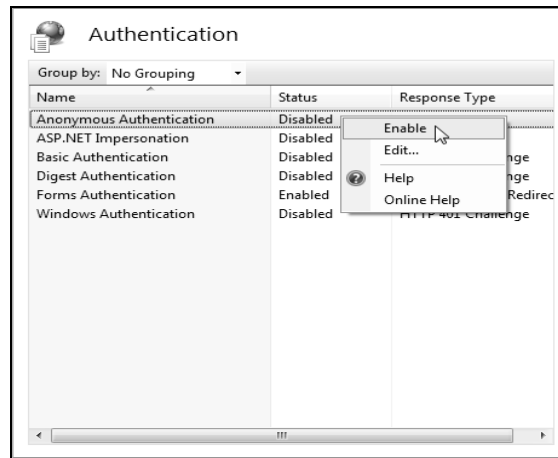 Authentication
Group by: No Grouping
Name Status Response Type
Anonymous Authentication Disabled
ASP.NET Impersonation Disabled
Basic Authentication Disabled nge
Digest Authentication Disabled nge
Forms Authentication Enabled Redirec
Windows Authentication Disabled HTTP 401 Challenge
Enable
Edit...
Help
Online Help